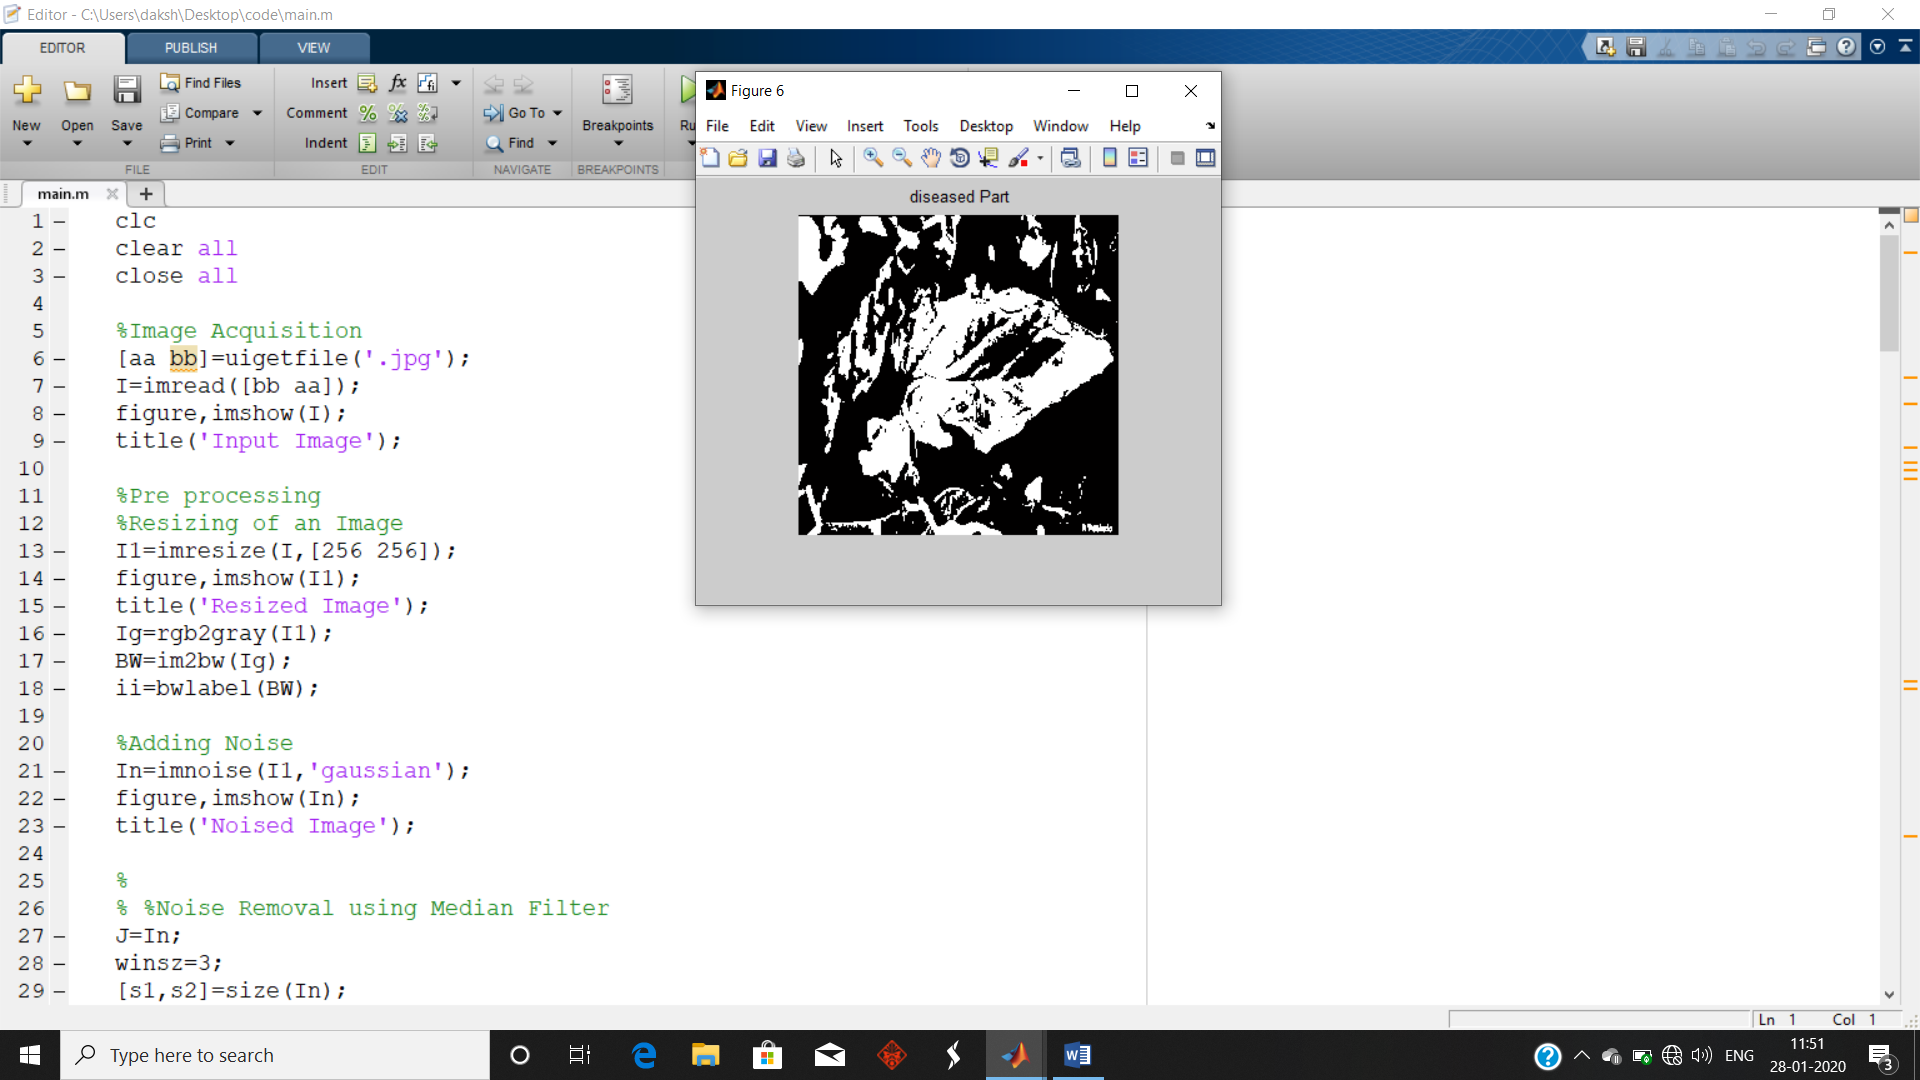 Editor - C:\Users\daksh\Desktop\code\main.m
EDITOR PUBLISH VIEW
New
Open
Save
Find Files
Compare
Print
FILE
Insert
Comment
Indent
EDIT
Go To
Find
NAVIGATE
Breakpoints
BREAKPOINTS
Ru
main.m
Figure 6
File Edit View Insert Tools Desktop Window Help
diseased Part
1 clc
2 clear all
3 close all
4
5 %Image Acquisition
6 [aa bb]=uigetfile('.jpg');
7 I=imread([bb aa]);
8 figure,imshow(I);
9 title('Input Image');
10
11 %Pre processing
12 %Resizing of an Image
13 I1=imresize(I,[256 256]);
14 figure,imshow(I1);
15 title('Resized Image');
16 Ig=rgb2gray(I1);
17 BW=im2bw(Ig);
18 ii=bwlabel(BW);
19
20 %Adding Noise
21 In=imnoise(I1,'gaussian');
22 figure,imshow(In);
23 title('Noised Image');
24
25 %
26 % %Noise Removal using Median Filter
27 J=In;
28 winsz=3;
29 [s1,s2]=size(In);
Ln 1 Col 1
Type here to search
ENG
11:51
28-01-2020
3